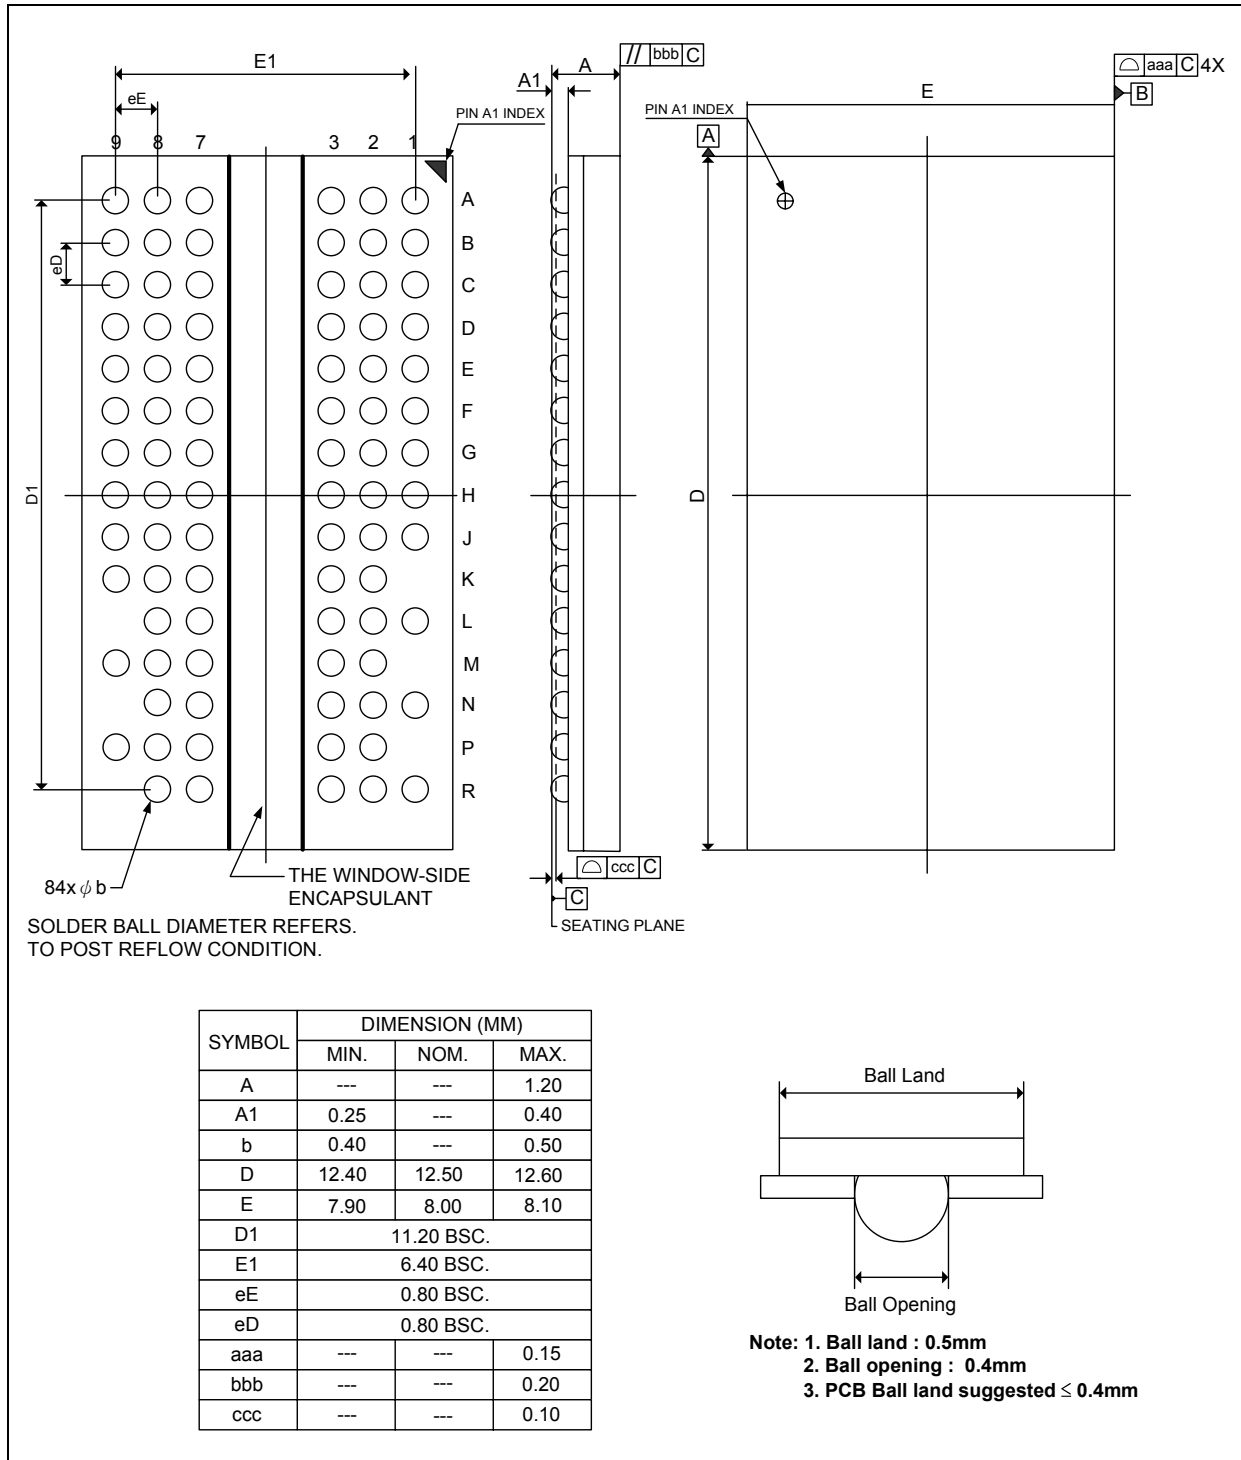 E1
eE
9 8 7 3 2 1
PIN A1 INDEX
A
B
C
D
E
F
G
H
J
K
L
M
N
P
R
eD
D1
84x ϕ b
THE WINDOW-SIDE
ENCAPSULANT
SOLDER BALL DIAMETER REFERS.
TO POST REFLOW CONDITION.
A
A1
// bbb C
ccc C
C
SEATING PLANE
aaa C 4X
B
E
PIN A1 INDEX
A
D
SYMBOL DIMENSION (MM)
MIN. NOM. MAX.
A --- --- 1.20
A1 0.25 --- 0.40
b 0.40 --- 0.50
D 12.40 12.50 12.60
E 7.90 8.00 8.10
D1 11.20 BSC.
E1 6.40 BSC.
eE 0.80 BSC.
eD 0.80 BSC.
aaa --- --- 0.15
bbb --- --- 0.20
ccc --- --- 0.10
Ball Land
Ball Opening
Note: 1. Ball land : 0.5mm
2. Ball opening : 0.4mm
3. PCB Ball land suggested ≤ 0.4mm